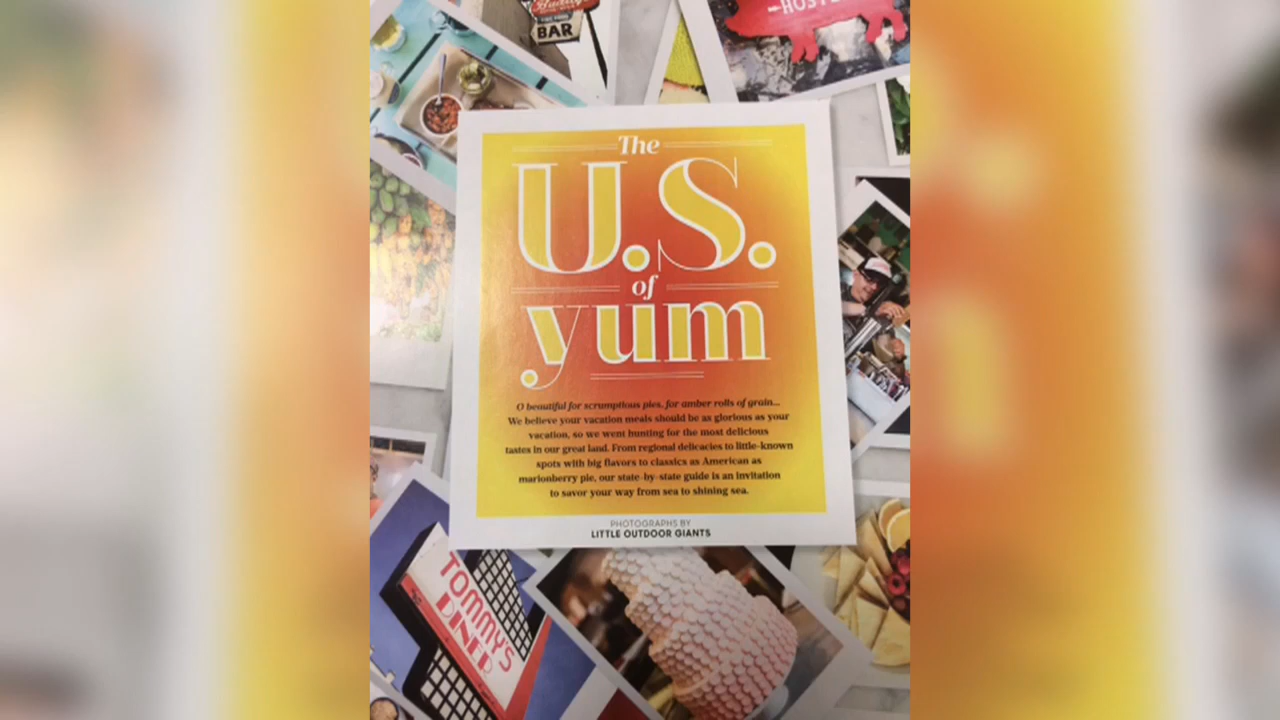 BAR
HOSTE
The
U.S.
of
yum
O beautiful for scrumptious pies, for amber rolls of grain...
We believe your vacation meals should be as glorious as your
vacation, so we went hunting for the most delicious
tastes in our great land. From regional delicacies to little-known
spots with big flavors to classics as American as
marionberry pie, our state-by-state guide is an invitation
to savor your way from sea to shining sea.
PHOTOGRAPHS BY
LITTLE OUTDOOR GIANTS
TOMMY'S
DINER